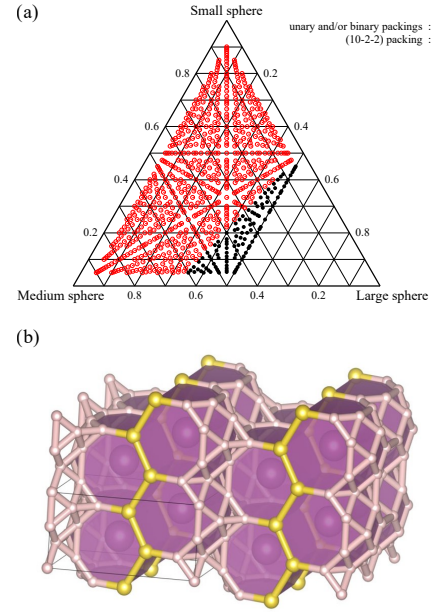 (a)
Small sphere
unary and/or binary packings :
(10-2-2) packing :
0.8 0.2
0.6 0.4
0.4 0.6
0.2 0.8
Medium sphere 0.8 0.6 0.4 0.2 Large sphere
(b)